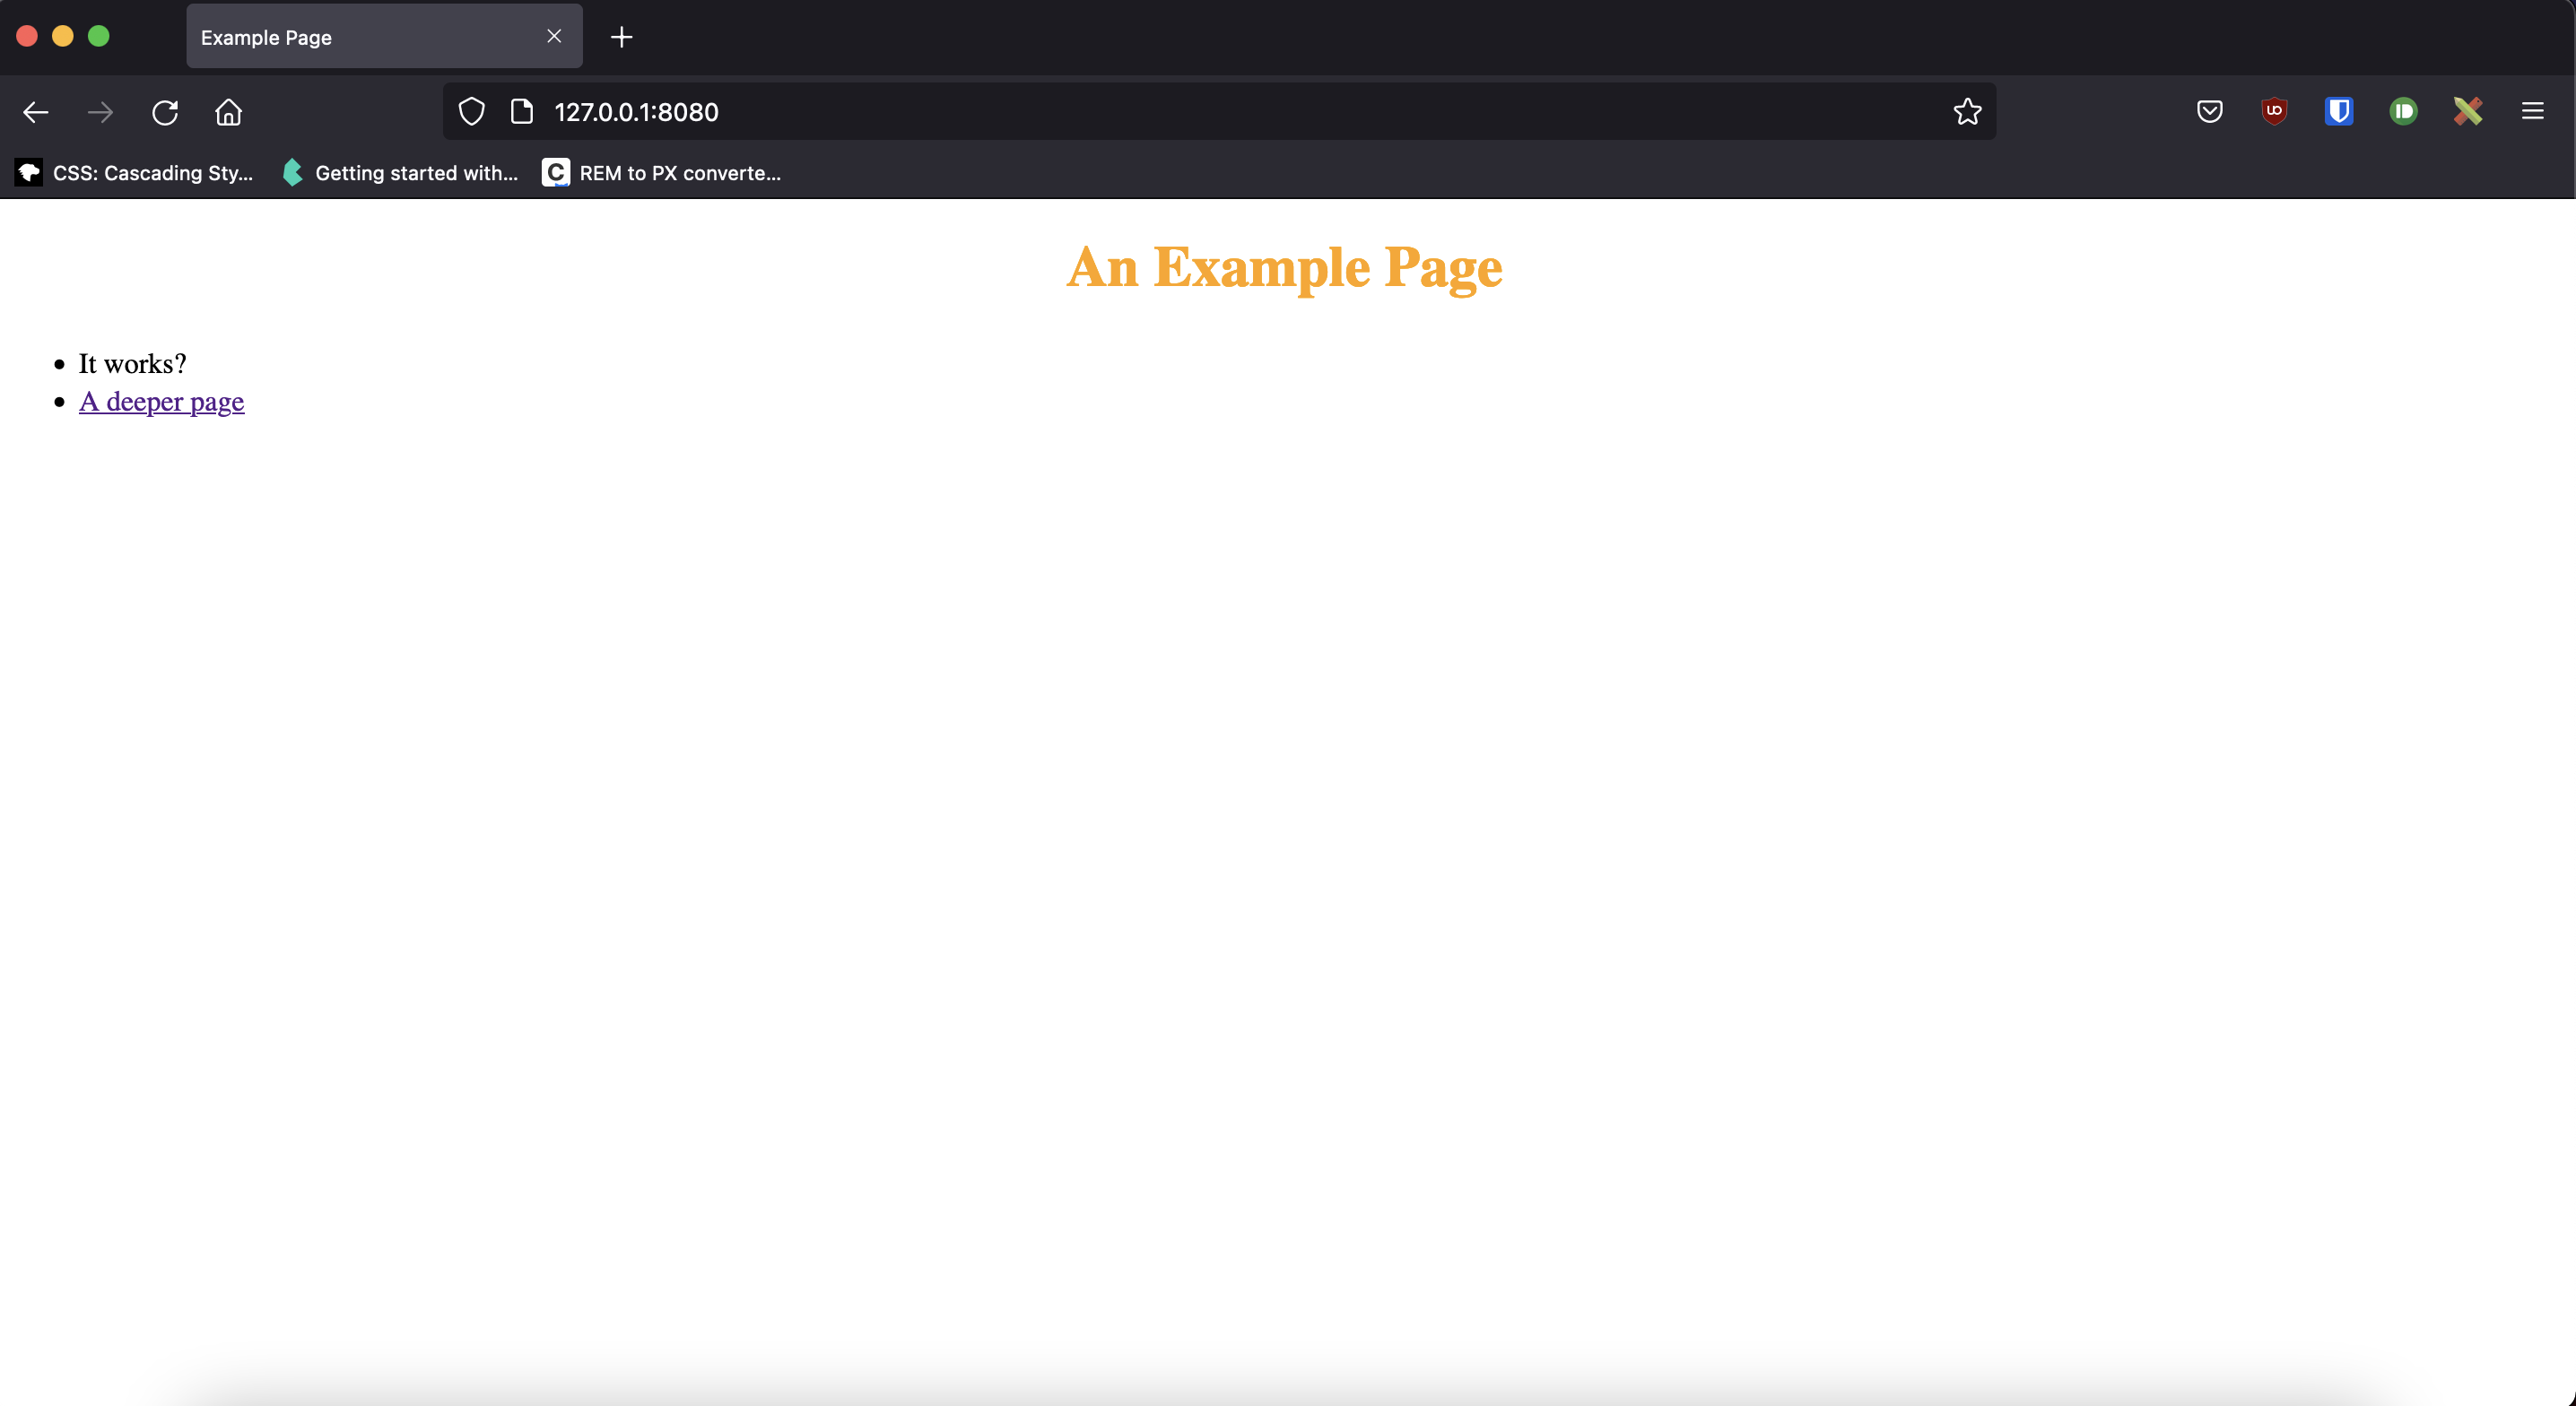 Example Page
127.0.0.1:8080
CSS: Cascading Sty... Getting started with... C REM to PX converte...
An Example Page
It works?
A deeper page